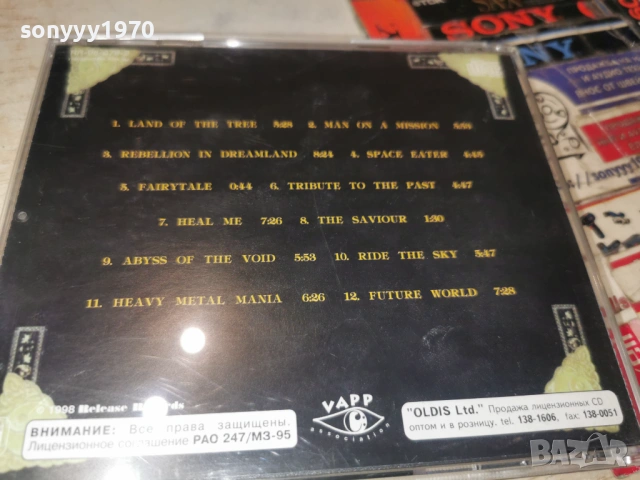 sonyyy1970
SONY
1. LAND OF THE TREE 5:28 2. MAN ON A MISSION
3. REBELLION IN DREAMLAND 8:24 4. SPACE EATER
5. FAIRYTALE 0:44 6. TRIBUTE TO THE PAST 4:47
7. HEAL ME 7:26 8. THE SAVIOUR 1:30
9. ABYSS OF THE VOID 5:53 10. RIDE THE SKY 5:47
11. HEAVY METAL MANIA 6:26 12. FUTURE WORLD 7:28
© 1998 Release Records
ВНИМАНИЕ: Все права защищены.
Лицензионное соглашение РАО 247/МЗ-95
VAPP
association
"OLDIS Ltd." Продажа лицензионных CD
оптом и в розницу. tel.: 138-1606, fax: 138-0051
BAZAR